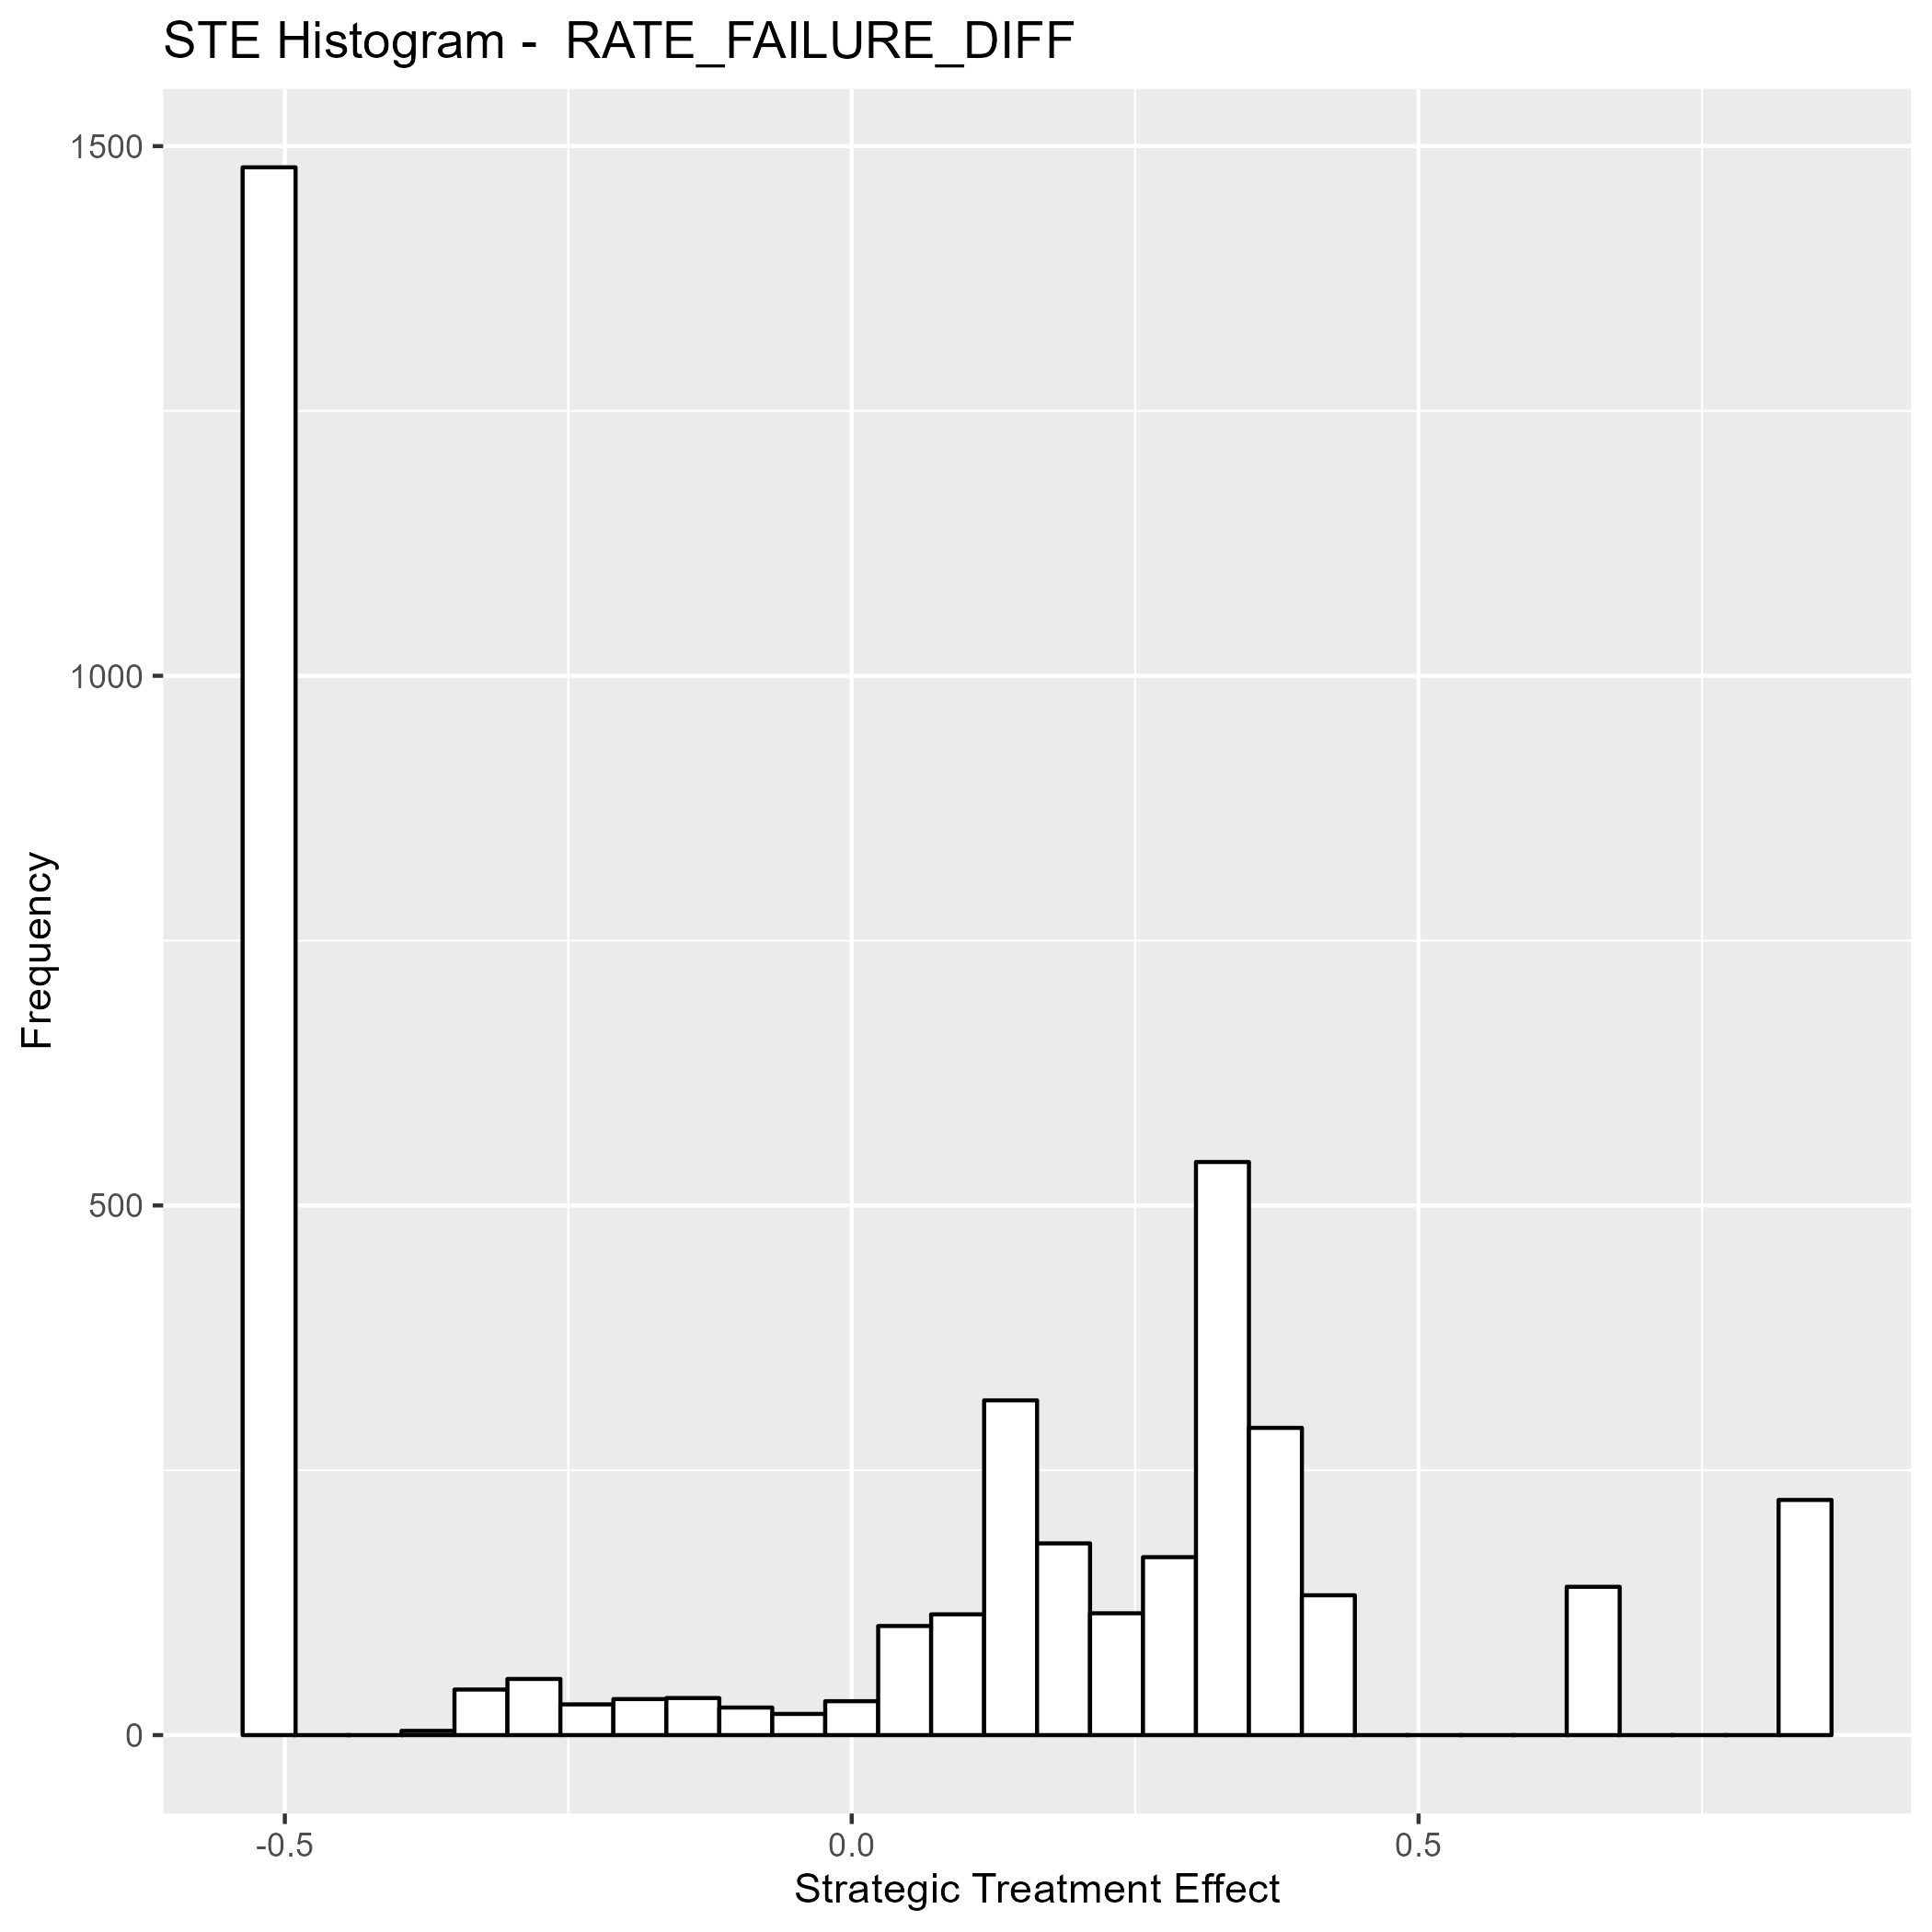 STE Histogram -  RATE_FAILURE_DIFF
1500
1000
500
0
Frequency
-0.5
0.0
0.5
Strategic Treatment Effect